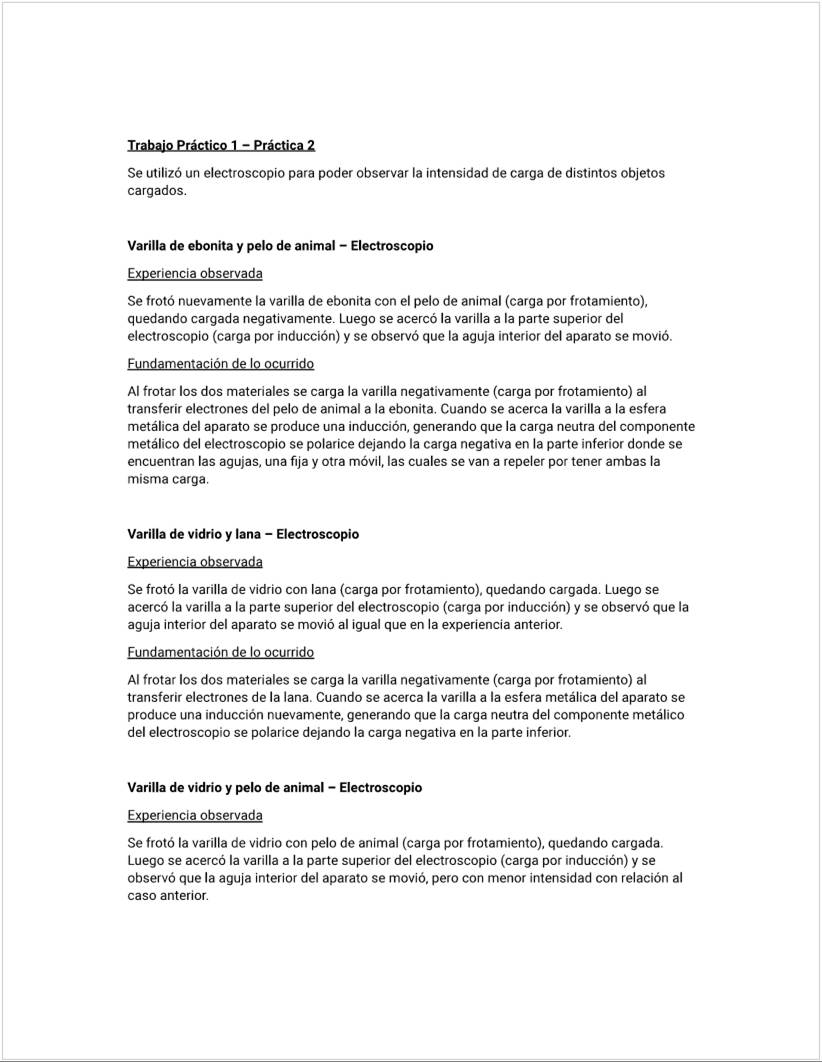 Trabajo Práctico 1 – Práctica 2
Se utilizó un electroscopio para poder observar la intensidad de carga de distintos objetos
cargados.
Varilla de ebonita y pelo de animal – Electroscopio
Experiencia observada
Se frotó nuevamente la varilla de ebonita con el pelo de animal (carga por frotamiento),
quedando cargada negativamente. Luego se acercó la varilla a la parte superior del
electroscopio (carga por inducción) y se observó que la aguja interior del aparato se movió.
Fundamentación de lo ocurrido
Al frotar los dos materiales se carga la varilla negativamente (carga por frotamiento) al
transferir electrones del pelo de animal a la ebonita. Cuando se acerca la varilla a la esfera
metálica del aparato se produce una inducción, generando que la carga neutra del componente
metálico del electroscopio se polarice dejando la carga negativa en la parte inferior donde se
encuentran las agujas, una fija y otra móvil, las cuales se van a repeler por tener ambas la
misma carga.
Varilla de vidrio y lana – Electroscopio
Experiencia observada
Se frotó la varilla de vidrio con lana (carga por frotamiento), quedando cargada. Luego se
acercó la varilla a la parte superior del electroscopio (carga por inducción) y se observó que la
aguja interior del aparato se movió al igual que en la experiencia anterior.
Fundamentación de lo ocurrido
Al frotar los dos materiales se carga la varilla negativamente (carga por frotamiento) al
transferir electrones de la lana. Cuando se acerca la varilla a la esfera metálica del aparato se
produce una inducción nuevamente, generando que la carga neutra del componente metálico
del electroscopio se polarice dejando la carga negativa en la parte inferior.
Varilla de vidrio y pelo de animal – Electroscopio
Experiencia observada
Se frotó la varilla de vidrio con pelo de animal (carga por frotamiento), quedando cargada.
Luego se acercó la varilla a la parte superior del electroscopio (carga por inducción) y se
observó que la aguja interior del aparato se movió, pero con menor intensidad con relación al
caso anterior.